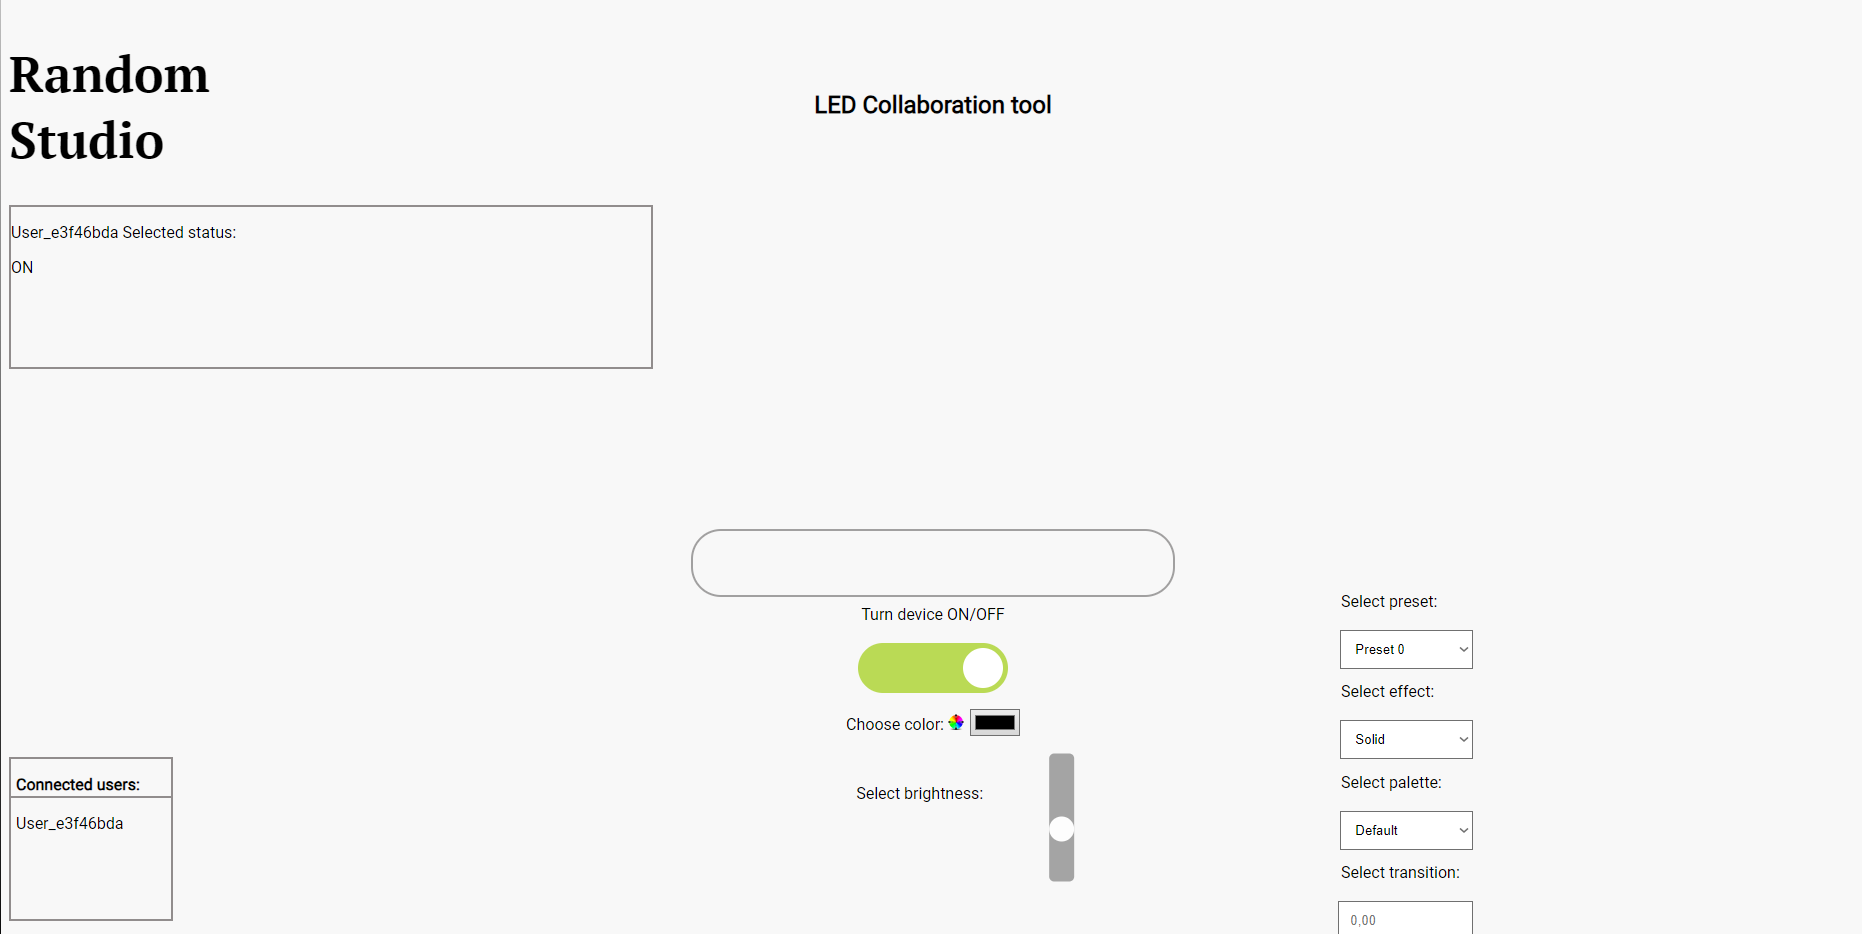 Random
Studio
LED Collaboration tool
User_e3f46bda Selected status:
ON
Turn device ON/OFF
Choose color:
Select brightness:
Connected users:
User_e3f46bda
Select preset:
Preset 0
Select effect:
Solid
Select palette:
Default
Select transition:
0,00